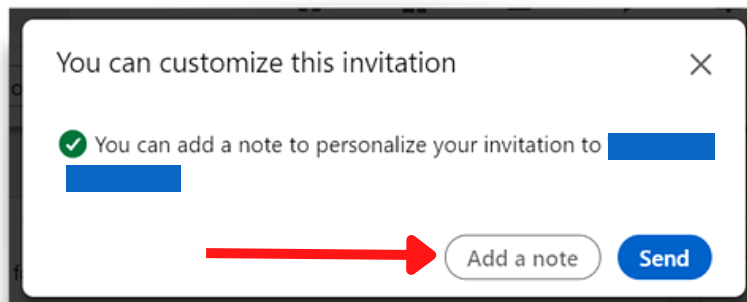 You can customize this invitation
You can add a note to personalize your invitation to
Add a note
Send